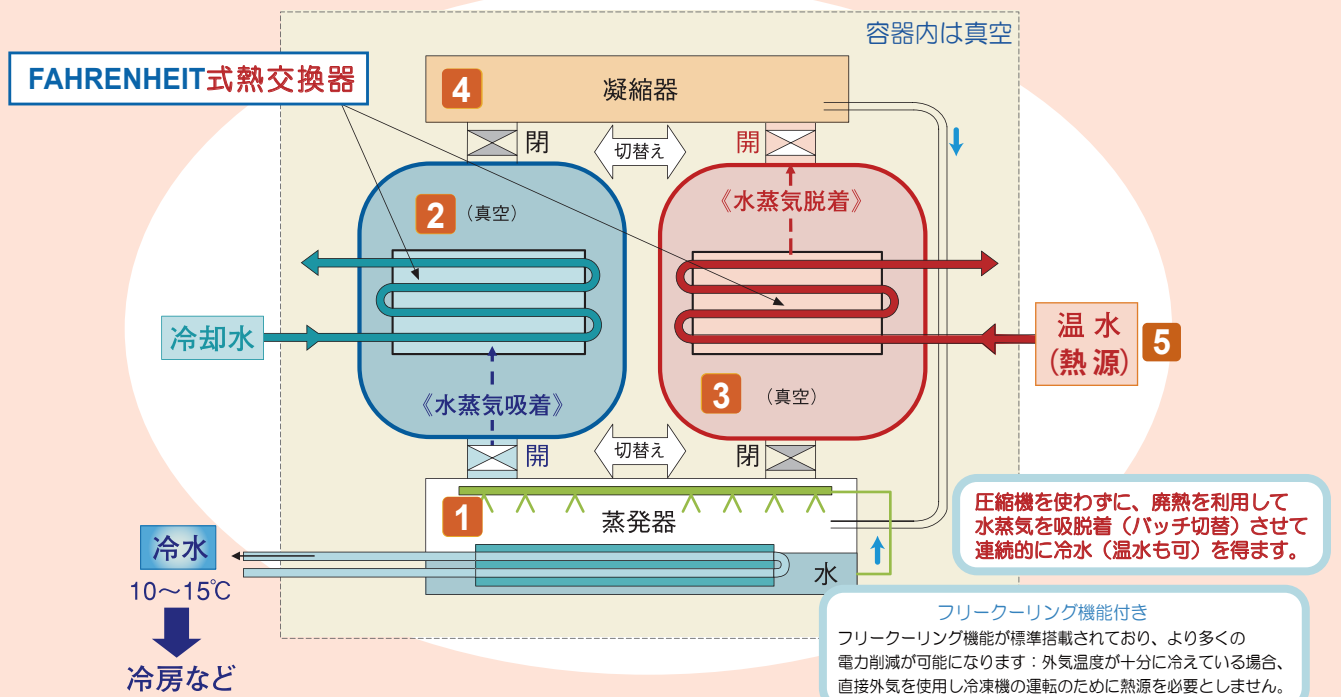 容器内は真空
FAHRENHEIT式熱交換器
4
凝縮器
閉
切替え
開
2
(真空)
《水蒸気脱着》
冷却水
温水
(熱源)
5
《水蒸気吸着》
3
(真空)
開
切替え
閉
1
蒸発器
水
冷水
10〜15℃
冷房など
圧縮機を使わずに、廃熱を利用して
水蒸気を吸脱着（バッチ切替）させて
連続的に冷水（温水も可）を得ます。
フリークーリング機能付き
フリークーリング機能が標準搭載されており、より多くの
電力削減が可能になります：外気温度が十分に冷えている場合、
直接外気を使用し冷凍機の運転のために熱源を必要としません。